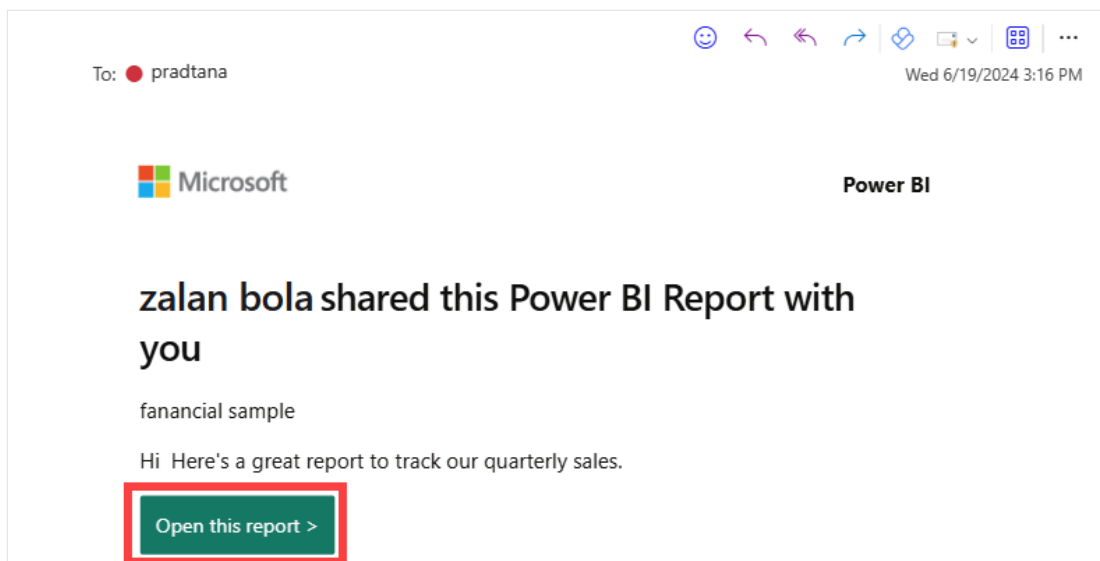 To: pradtana
Wed 6/19/2024 3:16 PM
Microsoft
Power BI
zalan bola shared this Power BI Report with
you
fanancial sample
Hi Here's a great report to track our quarterly sales.
Open this report >